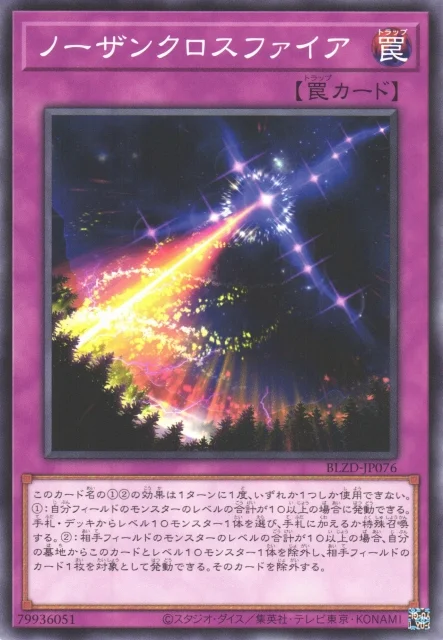 ノーザンクロスファイア
トラップ
罠
トラップ
【罠カード】
BLZD-JP076
このカード名の①②の効果は1ターンに1度、いずれか1つしか使用できない。
①:自分フィールドのモンスターのレベルの合計が10以上の場合に発動できる。
手札・デッキからレベル10モンスター1体を選び、手札に加えるか特殊召喚
する。②:相手フィールドのモンスターのレベルの合計が10以上の場合、自分
の墓地からこのカードとレベル10モンスター1体を除外し、相手フィールドの
カード1枚を対象として発動できる。そのカードを除外する。
79936051
©スタジオ・ダイス/集英社・テレビ東京・KONAMI